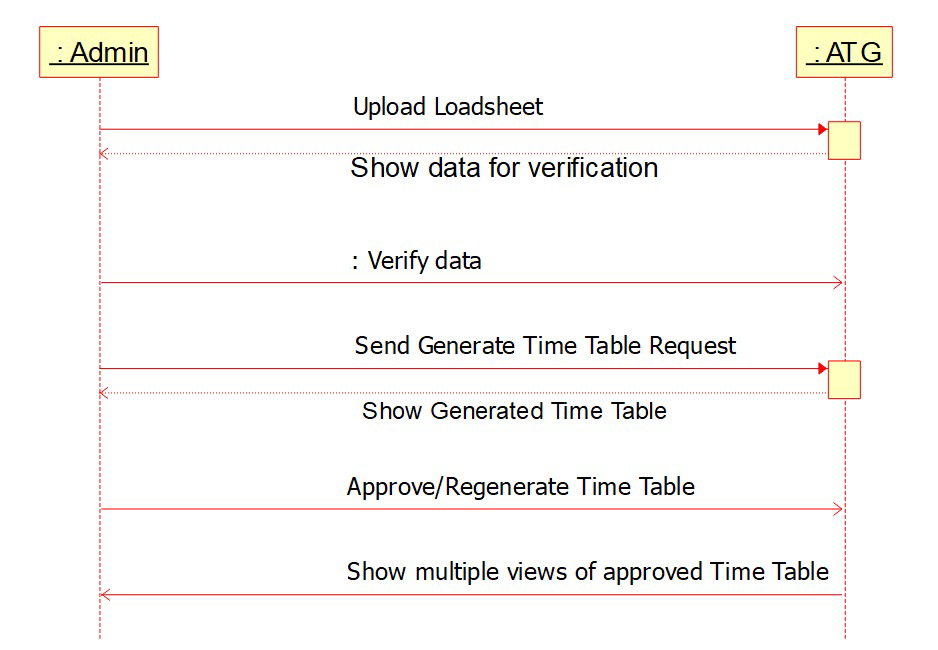 : Admin
: ATG
Upload Loadsheet
Show data for verification
: Verify data
Send Generate Time Table Request
Show Generated Time Table
Approve/Regenerate Time Table
Show multiple views of approved Time Table